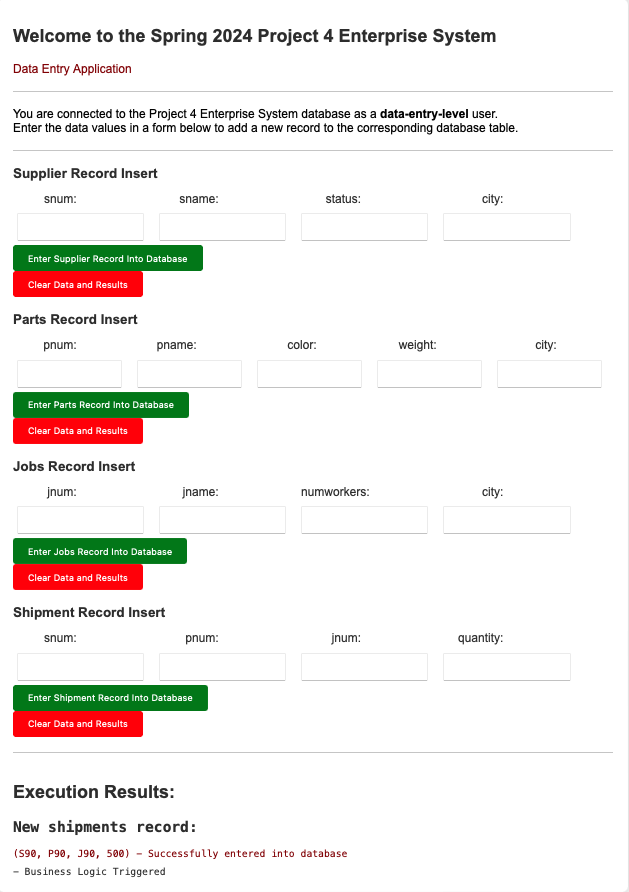 Welcome to the Spring 2024 Project 4 Enterprise System
Data Entry Application
You are connected to the Project 4 Enterprise System database as a data-entry-level user.
Enter the data values in a form below to add a new record to the corresponding database table.
Supplier Record Insert
snum: sname: status: city:
Enter Supplier Record Into Database
Clear Data and Results
Parts Record Insert
pnum: pname: color: weight: city:
Enter Parts Record Into Database
Clear Data and Results
Jobs Record Insert
jnum: jname: numworkers: city:
Enter Jobs Record Into Database
Clear Data and Results
Shipment Record Insert
snum: pnum: jnum: quantity:
Enter Shipment Record Into Database
Clear Data and Results
Execution Results:
New shipments record:
(S90, P90, J90, 500) – Successfully entered into database
– Business Logic Triggered